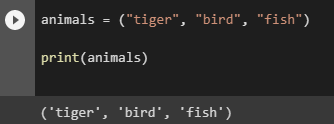 animals = ("tiger", "bird", "fish")
print(animals)
('tiger', 'bird', 'fish')